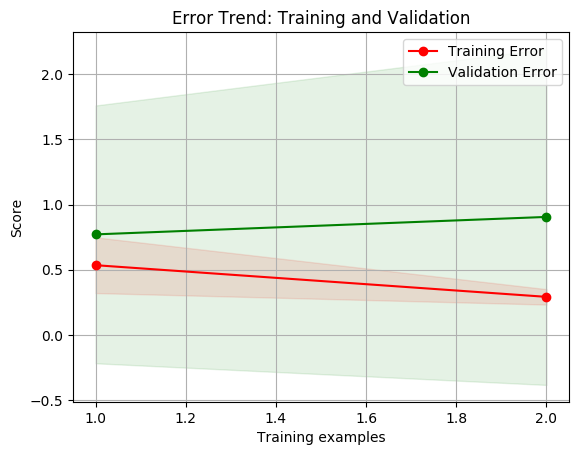 Error Trend: Training and Validation
Training Error
Validation Error
2.0
1.5
1.0
0.5
0.0
−0.5
Score
1.0 1.2 1.4 1.6 1.8 2.0
Training examples